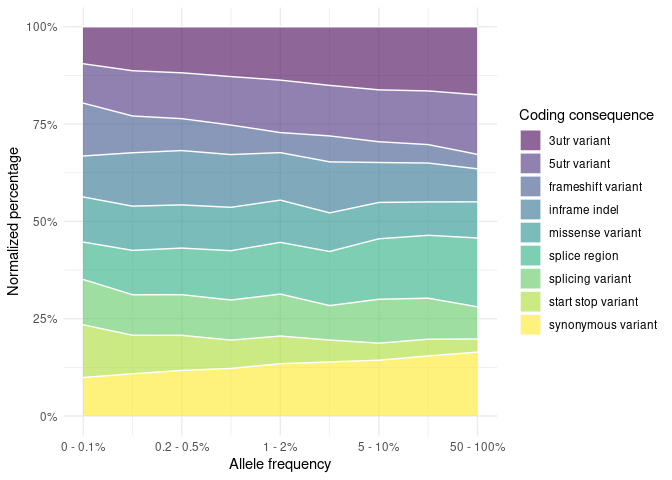 100%
75%
50%
25%
0%
Normalized percentage
0 - 0.1%
0.2 - 0.5%
1 - 2%
5 - 10%
50 - 100%
Allele frequency
Coding consequence
3utr variant
5utr variant
frameshift variant
inframe indel
missense variant
splice region
splicing variant
start stop variant
synonymous variant